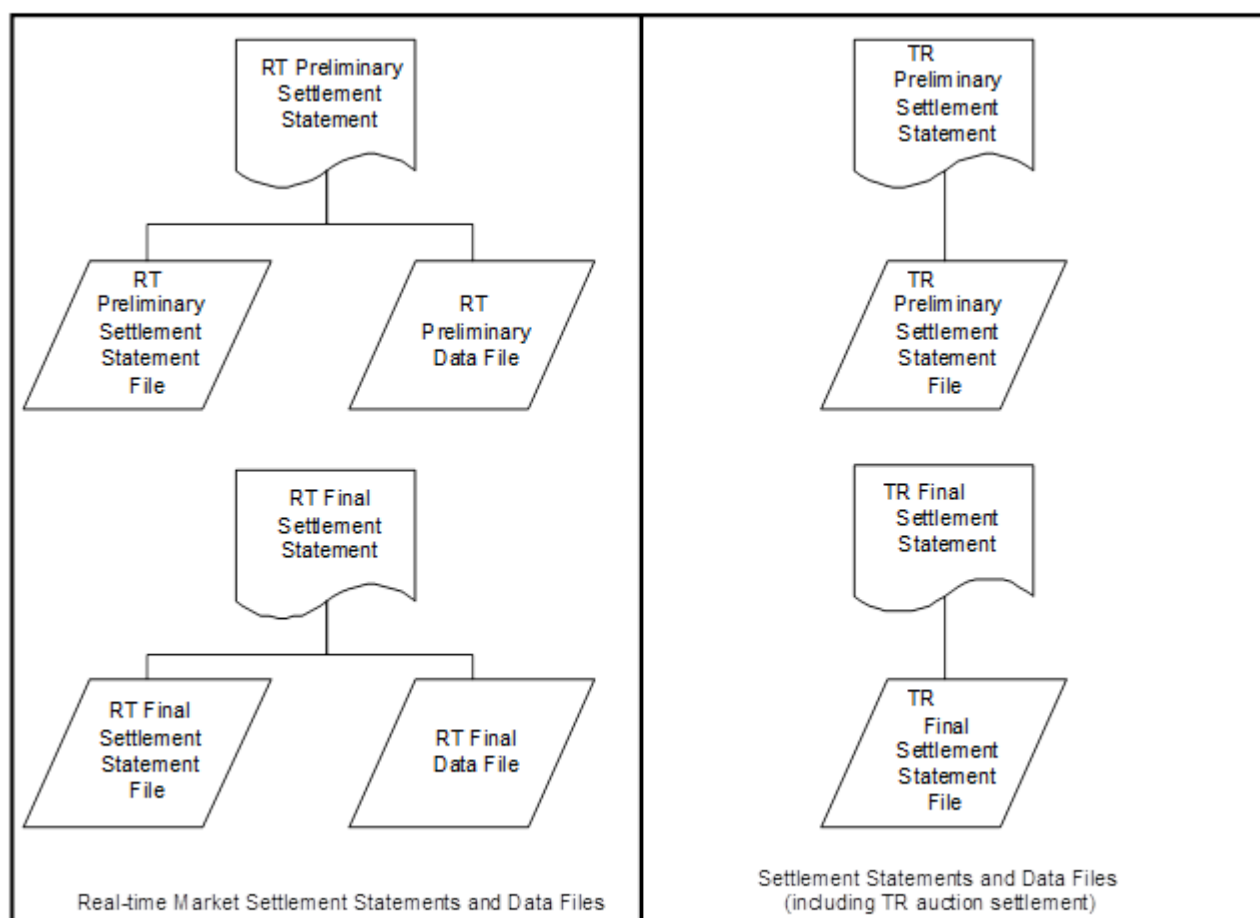 RT Preliminary
Settlement
Statement
RT
Preliminary
Settlement
Statement
File
RT
Preliminary
Data File
RT Final
Settlement
Statement
RT Final
Settlement
Statement
File
RT Final
Data File
Real-time Market Settlement Statements and Data Files
TR
Preliminary
Settlement
Statement
TR
Preliminary
Settlement
Statement
File
TR Final
Settlement
Statement
TR
Final
Settlement
Statement
File
Settlement Statements and Data Files
(including TR auction settlement)